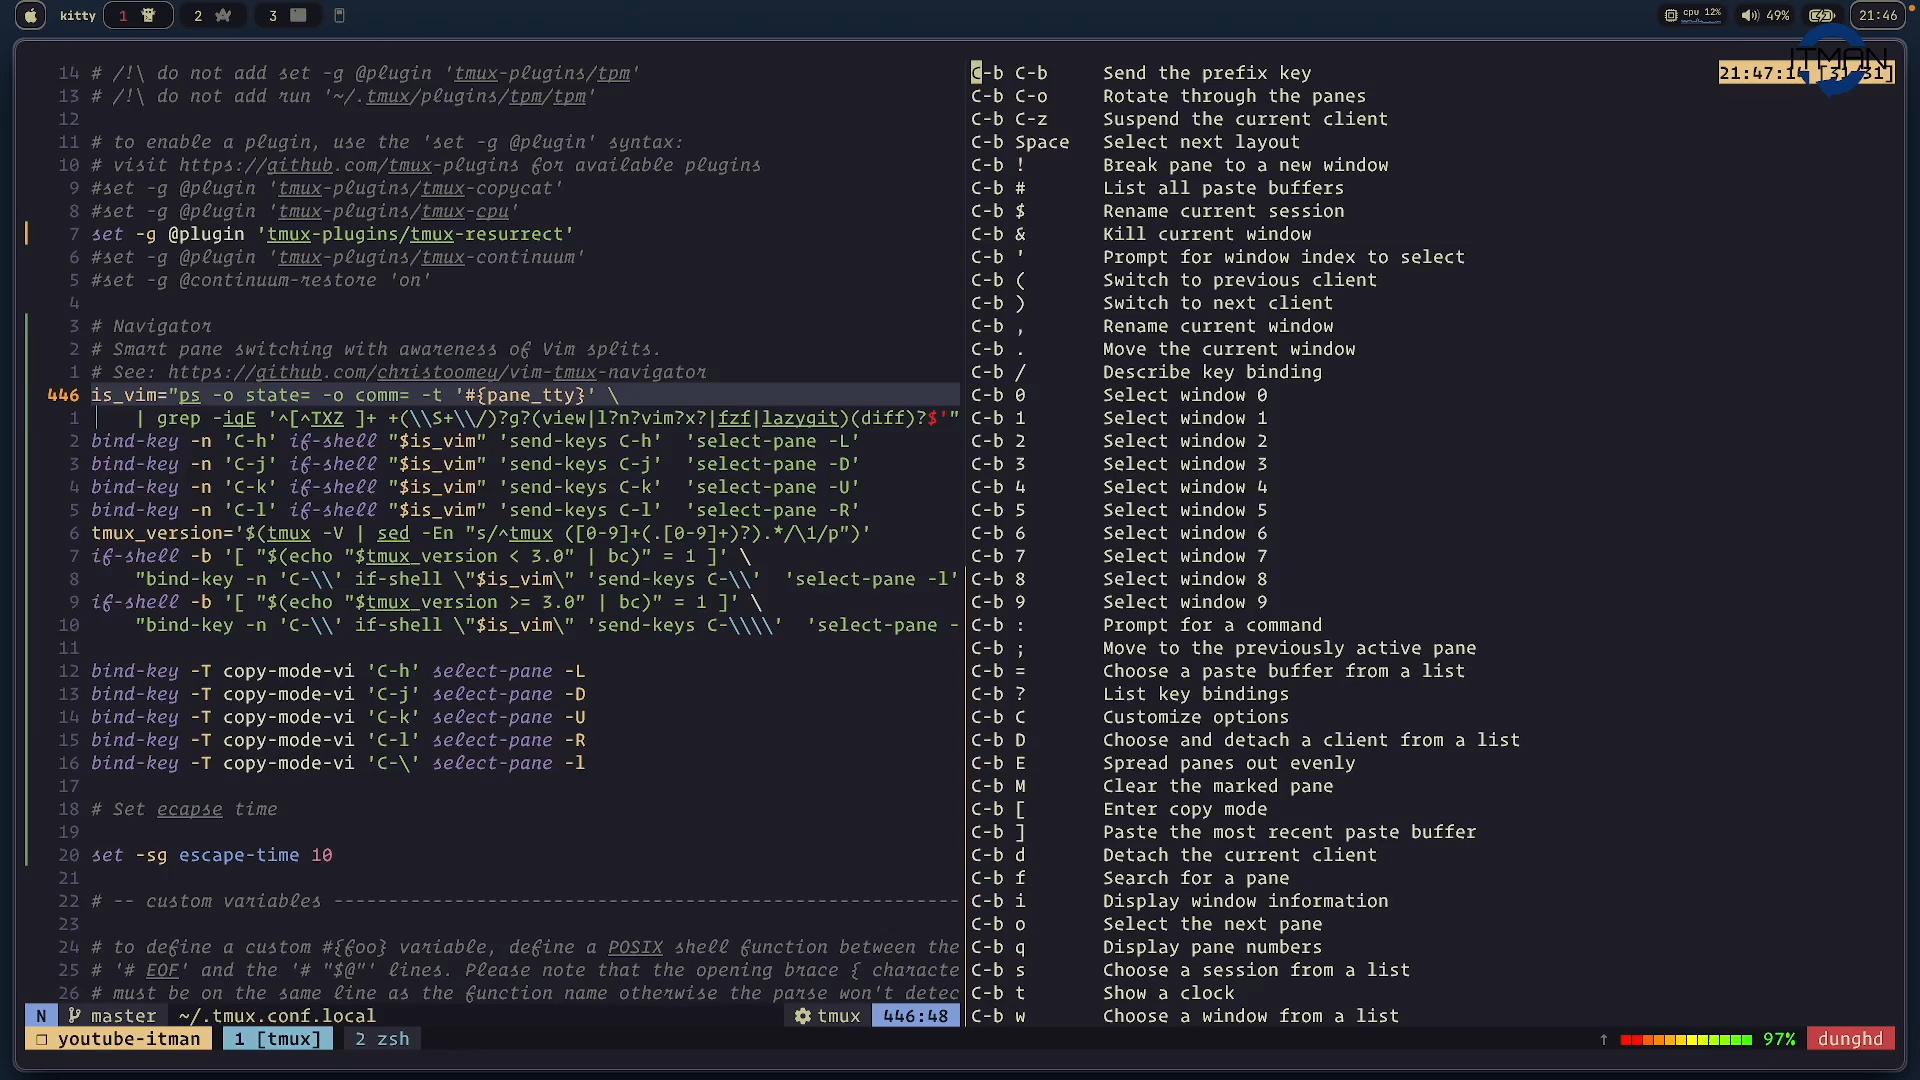 kitty 1 2 3 cpu 12% 49% 21:46
ITMAN
14 # /!\ do not add set -g @plugin 'tmux-plugins/tpm'
13 # /!\ do not add run '~/.tmux/plugins/tpm/tpm'
12
11 # to enable a plugin, use the 'set -g @plugin' syntax:
10 # visit https://github.com/tmux-plugins for available plugins
9 #set -g @plugin 'tmux-plugins/tmux-copycat'
8 #set -g @plugin 'tmux-plugins/tmux-cpu'
7 set -g @plugin 'tmux-plugins/tmux-resurrect'
6 #set -g @plugin 'tmux-plugins/tmux-continuum'
5 #set -g @continuum-restore 'on'
4
3 # Navigator
2 # Smart pane switching with awareness of Vim splits.
1 # See: https://github.com/christoomey/vim-tmux-navigator
446 is_vim="ps -o state= -o comm= -t '#{pane_tty}' \
1 | grep -iqE '^[^TXZ ]+ +(\\S+\\/)?g?(view|l?n?vim?x?|fzf|lazygit)(diff)?$'"
2 bind-key -n 'C-h' if-shell "$is_vim" 'send-keys C-h' 'select-pane -L'
3 bind-key -n 'C-j' if-shell "$is_vim" 'send-keys C-j' 'select-pane -D'
4 bind-key -n 'C-k' if-shell "$is_vim" 'send-keys C-k' 'select-pane -U'
5 bind-key -n 'C-l' if-shell "$is_vim" 'send-keys C-l' 'select-pane -R'
6 tmux_version='$(tmux -V | sed -En "s/^tmux ([0-9]+(.[0-9]+)?).*/\1/p")'
7 if-shell -b '[ "$(echo "$tmux_version < 3.0" | bc)" = 1 ]' \
8 "bind-key -n 'C-\\' if-shell \"$is_vim\" 'send-keys C-\\' 'select-pane -l'
9 if-shell -b '[ "$(echo "$tmux_version >= 3.0" | bc)" = 1 ]' \
10 "bind-key -n 'C-\\' if-shell \"$is_vim\" 'send-keys C-\\\\' 'select-pane -
11
12 bind-key -T copy-mode-vi 'C-h' select-pane -L
13 bind-key -T copy-mode-vi 'C-j' select-pane -D
14 bind-key -T copy-mode-vi 'C-k' select-pane -U
15 bind-key -T copy-mode-vi 'C-l' select-pane -R
16 bind-key -T copy-mode-vi 'C-\' select-pane -l
17
18 # Set ecapse time
19
20 set -sg escape-time 10
21
22 # -- custom variables ---------------------------------------------------------
23
24 # to define a custom #{foo} variable, define a POSIX shell function between the
25 # '# EOF' and the '# "$@"' lines. Please note that the opening brace { characte
26 # must be on the same line as the function name otherwise the parse won't detec
N master ~/.tmux.conf.local tmux 446:48
C-b C-b Send the prefix key
C-b C-o Rotate through the panes
C-b C-z Suspend the current client
C-b Space Select next layout
C-b ! Break pane to a new window
C-b # List all paste buffers
C-b $ Rename current session
C-b & Kill current window
C-b ' Prompt for window index to select
C-b ( Switch to previous client
C-b ) Switch to next client
C-b , Rename current window
C-b . Move the current window
C-b / Describe key binding
C-b 0 Select window 0
C-b 1 Select window 1
C-b 2 Select window 2
C-b 3 Select window 3
C-b 4 Select window 4
C-b 5 Select window 5
C-b 6 Select window 6
C-b 7 Select window 7
C-b 8 Select window 8
C-b 9 Select window 9
C-b : Prompt for a command
C-b ; Move to the previously active pane
C-b = Choose a paste buffer from a list
C-b ? List key bindings
C-b C Customize options
C-b D Choose and detach a client from a list
C-b E Spread panes out evenly
C-b M Clear the marked pane
C-b [ Enter copy mode
C-b ] Paste the most recent paste buffer
C-b d Detach the current client
C-b f Search for a pane
C-b i Display window information
C-b o Select the next pane
C-b q Display pane numbers
C-b s Choose a session from a list
C-b t Show a clock
C-b w Choose a window from a list
youtube-itman 1 [tmux] 2 zsh ↑ 97% dunghd